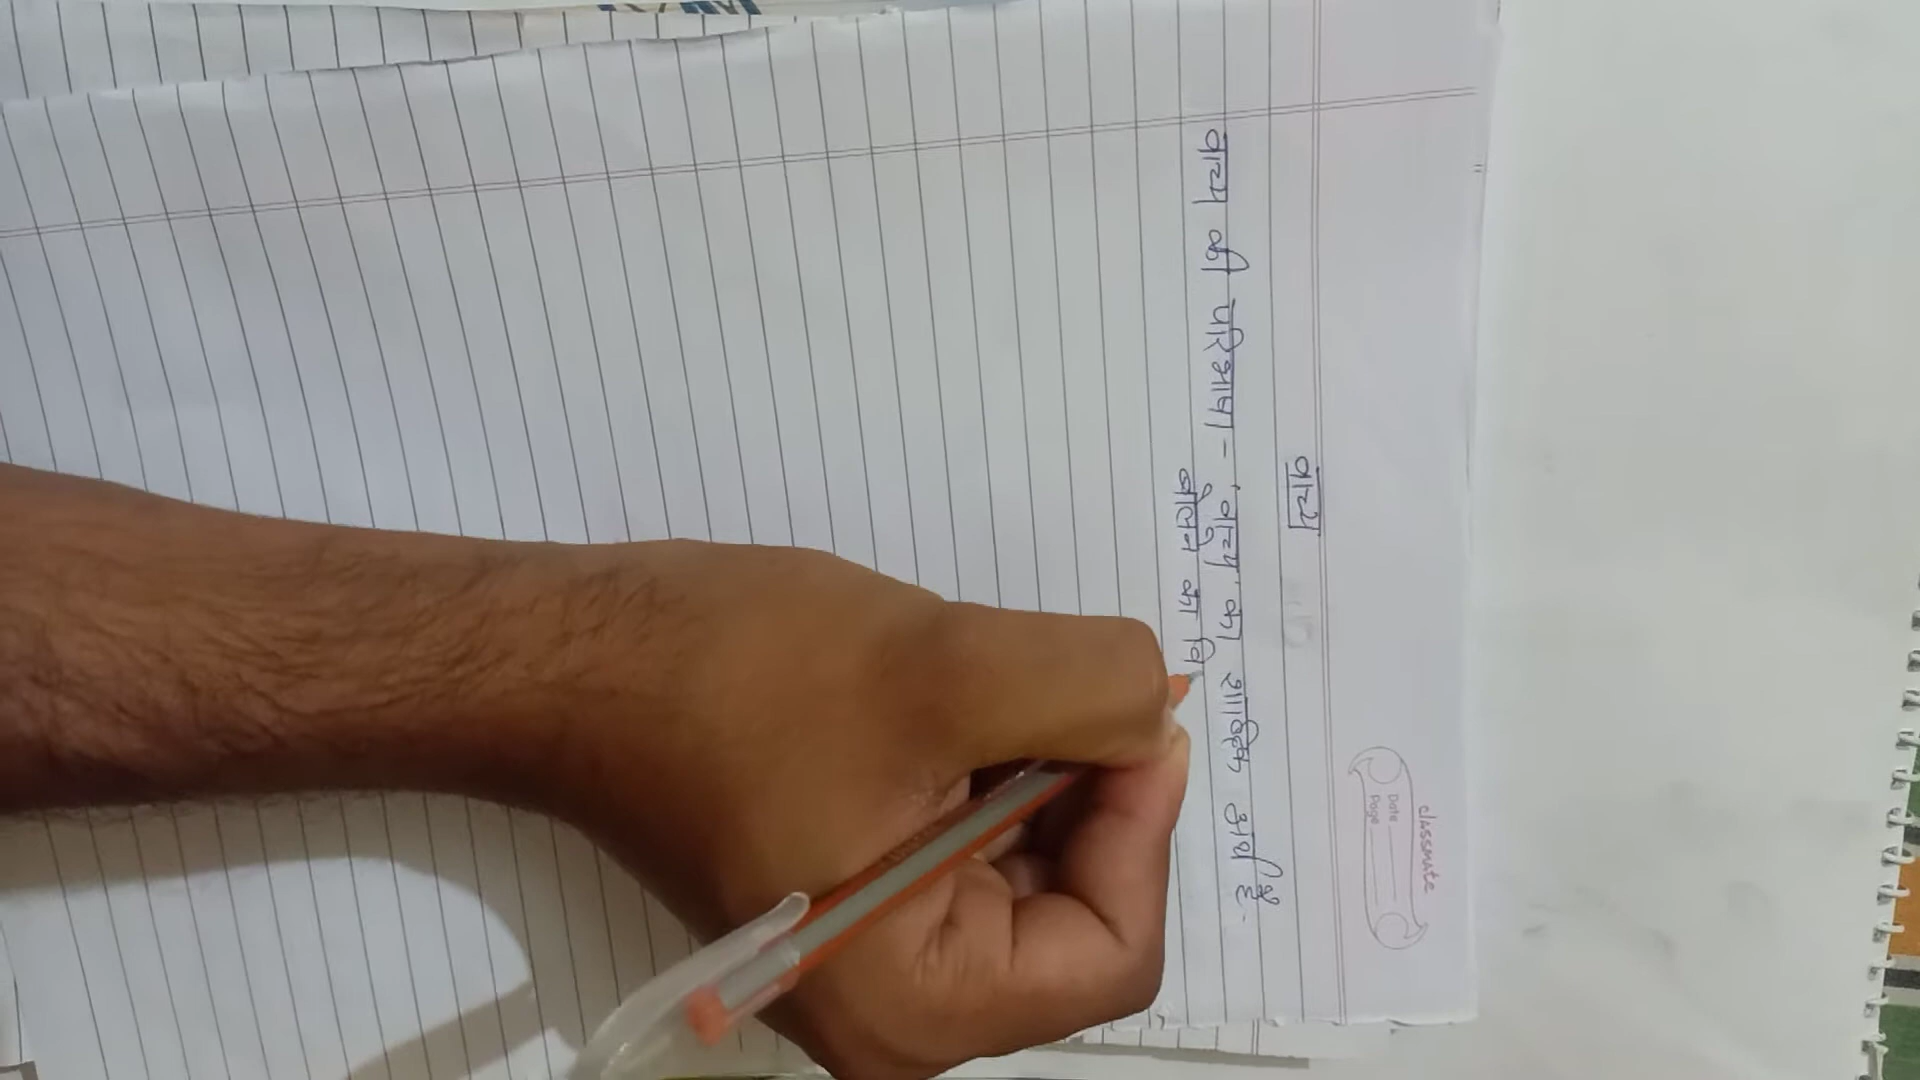 classmate
Date
Page
वाच्य
वाच्य की परिभाषा - 'वाच्य' का शाब्दिक अर्थ है-
बोलने का वि